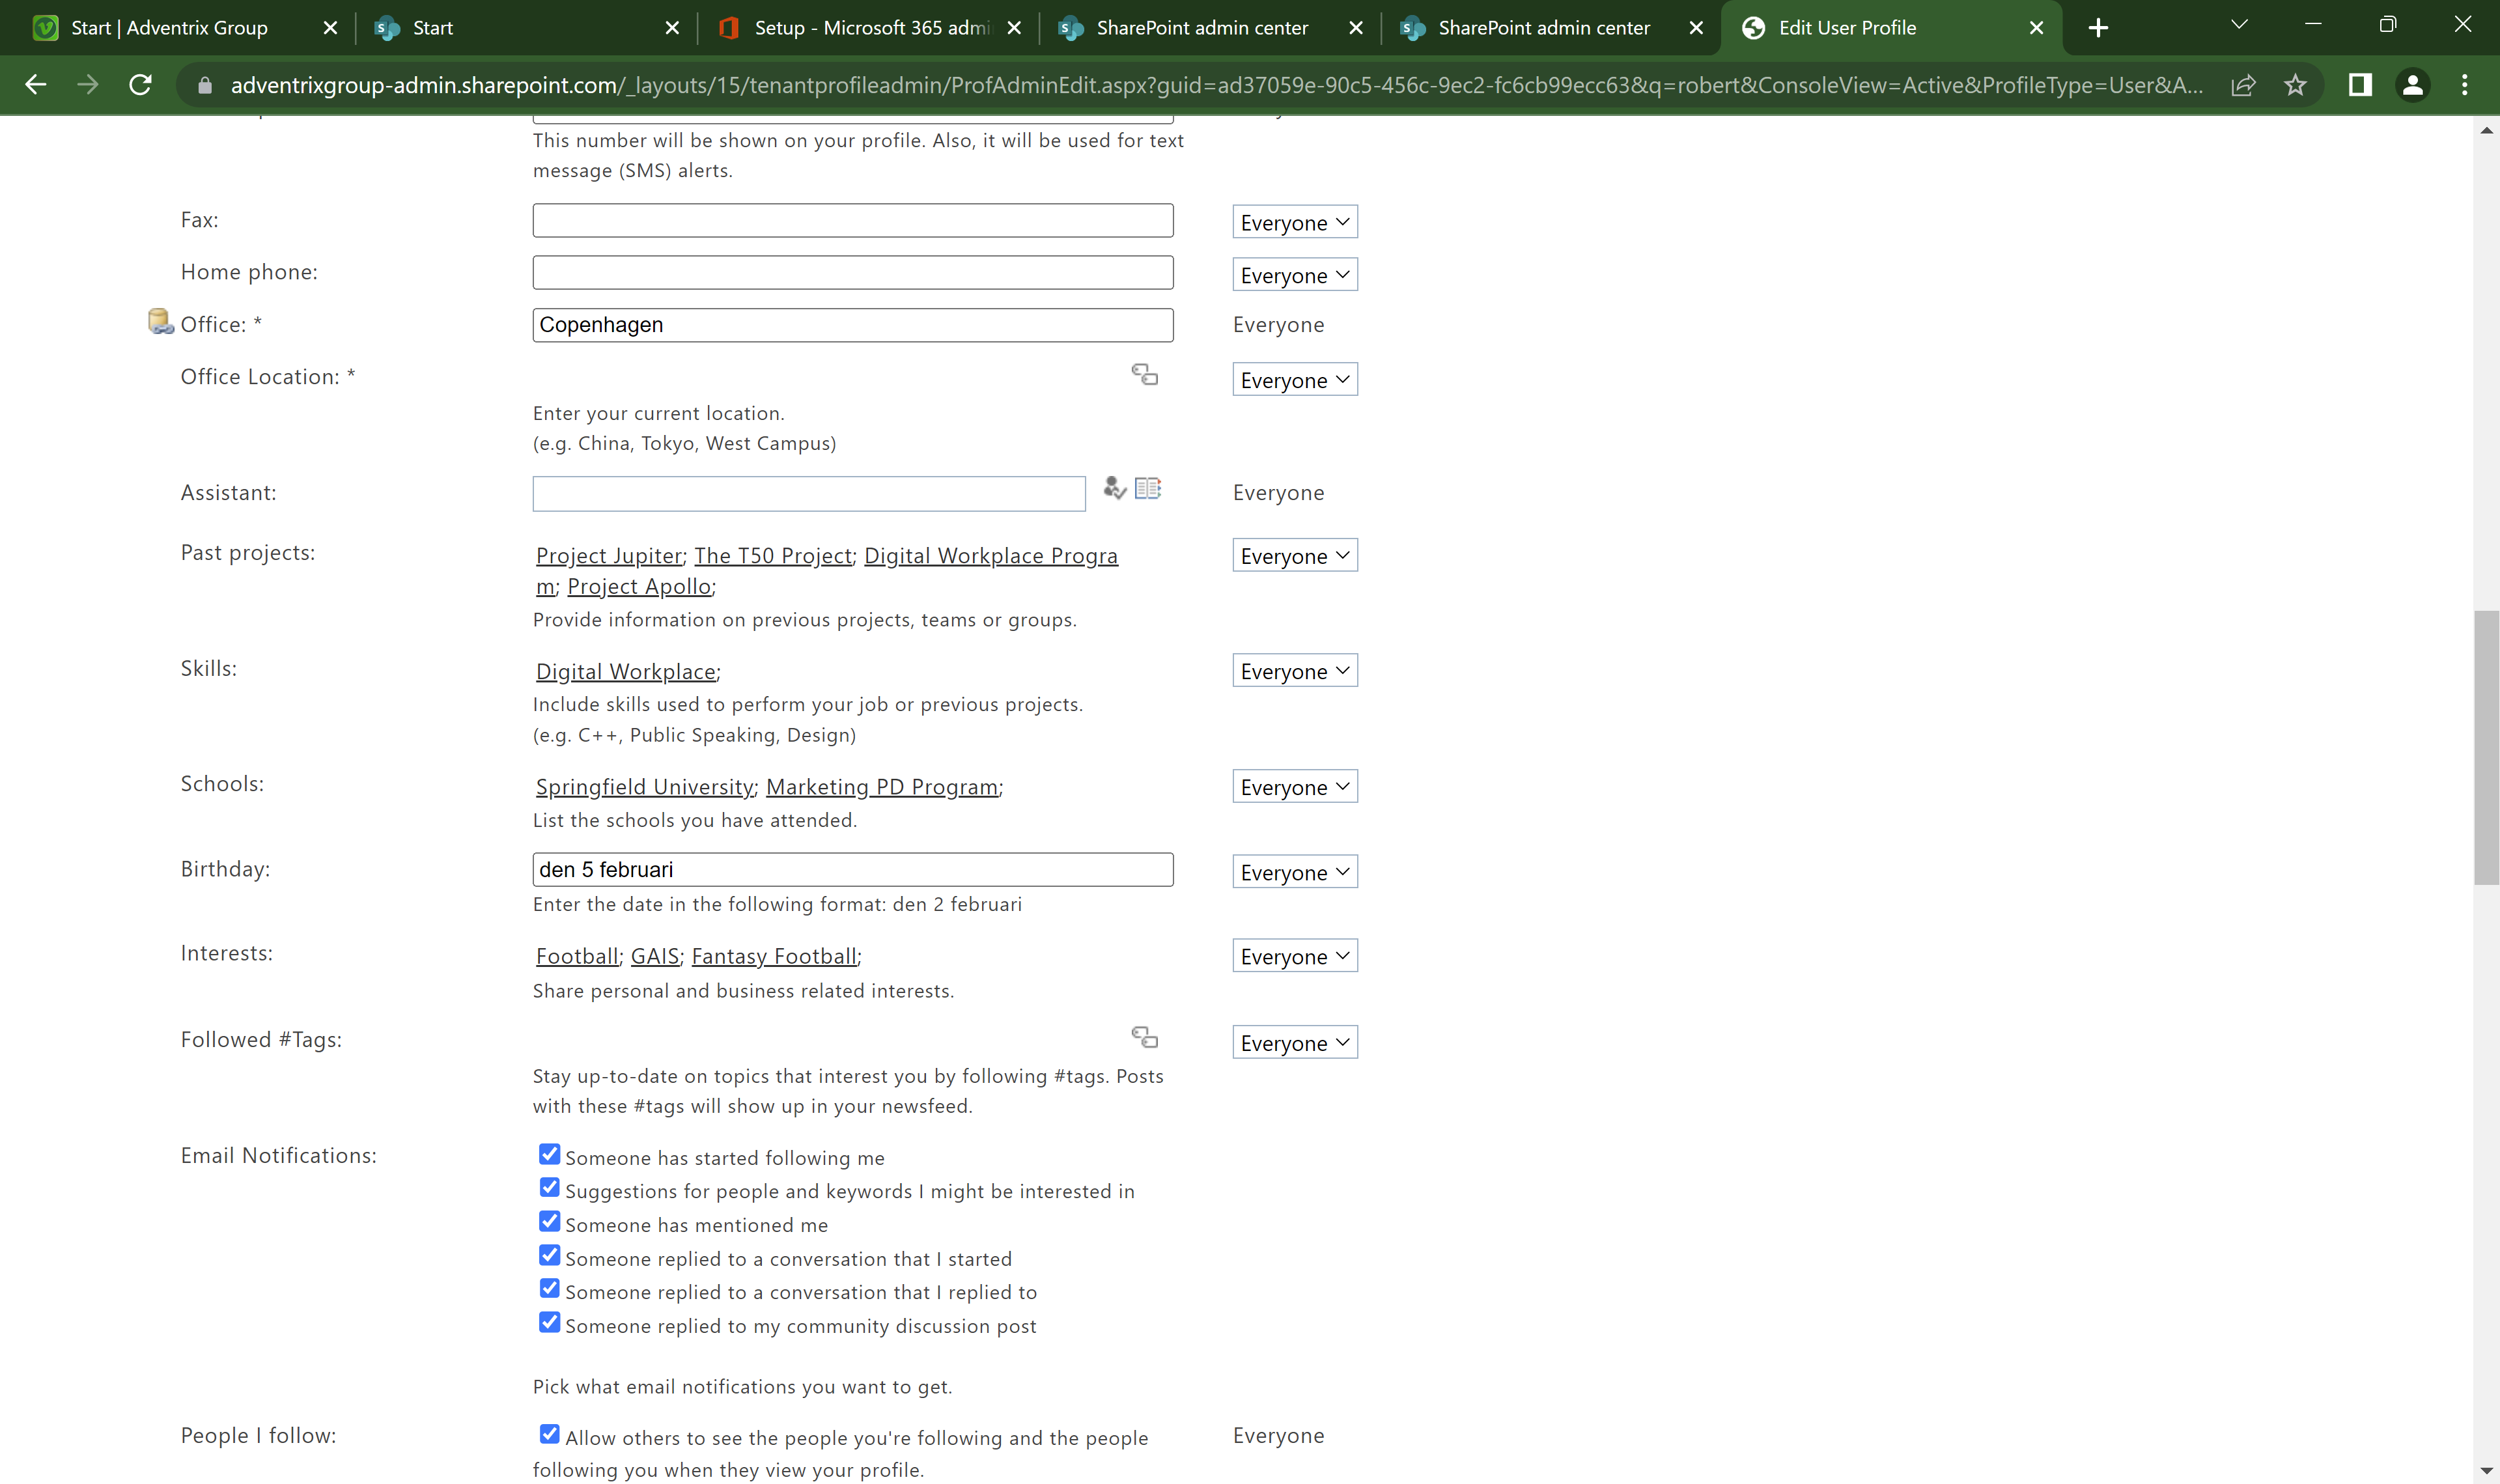 Start | Adventrix Group
Start
Setup - Microsoft 365 admi
SharePoint admin center
SharePoint admin center
Edit User Profile
adventrixgroup-admin.sharepoint.com/_layouts/15/tenantprofileadmin/ProfAdminEdit.aspx?guid=ad37059e-90c5-456c-9ec2-fc6cb99ecc63&q=robert&ConsoleView=Active&ProfileType=User&A...
This number will be shown on your profile. Also, it will be used for text
message (SMS) alerts.
Fax:
Everyone
Home phone:
Everyone
Office: *
Copenhagen
Everyone
Office Location: *
Everyone
Enter your current location.
(e.g. China, Tokyo, West Campus)
Assistant:
Everyone
Past projects:
Project Jupiter; The T50 Project; Digital Workplace Progra
m; Project Apollo;
Everyone
Provide information on previous projects, teams or groups.
Skills:
Digital Workplace;
Everyone
Include skills used to perform your job or previous projects.
(e.g. C++, Public Speaking, Design)
Schools:
Springfield University; Marketing PD Program;
Everyone
List the schools you have attended.
Birthday:
den 5 februari
Everyone
Enter the date in the following format: den 2 februari
Interests:
Football; GAIS; Fantasy Football;
Everyone
Share personal and business related interests.
Followed #Tags:
Everyone
Stay up-to-date on topics that interest you by following #tags. Posts
with these #tags will show up in your newsfeed.
Email Notifications:
Someone has started following me
Suggestions for people and keywords I might be interested in
Someone has mentioned me
Someone replied to a conversation that I started
Someone replied to a conversation that I replied to
Someone replied to my community discussion post
Pick what email notifications you want to get.
People I follow:
Allow others to see the people you're following and the people
following you when they view your profile.
Everyone